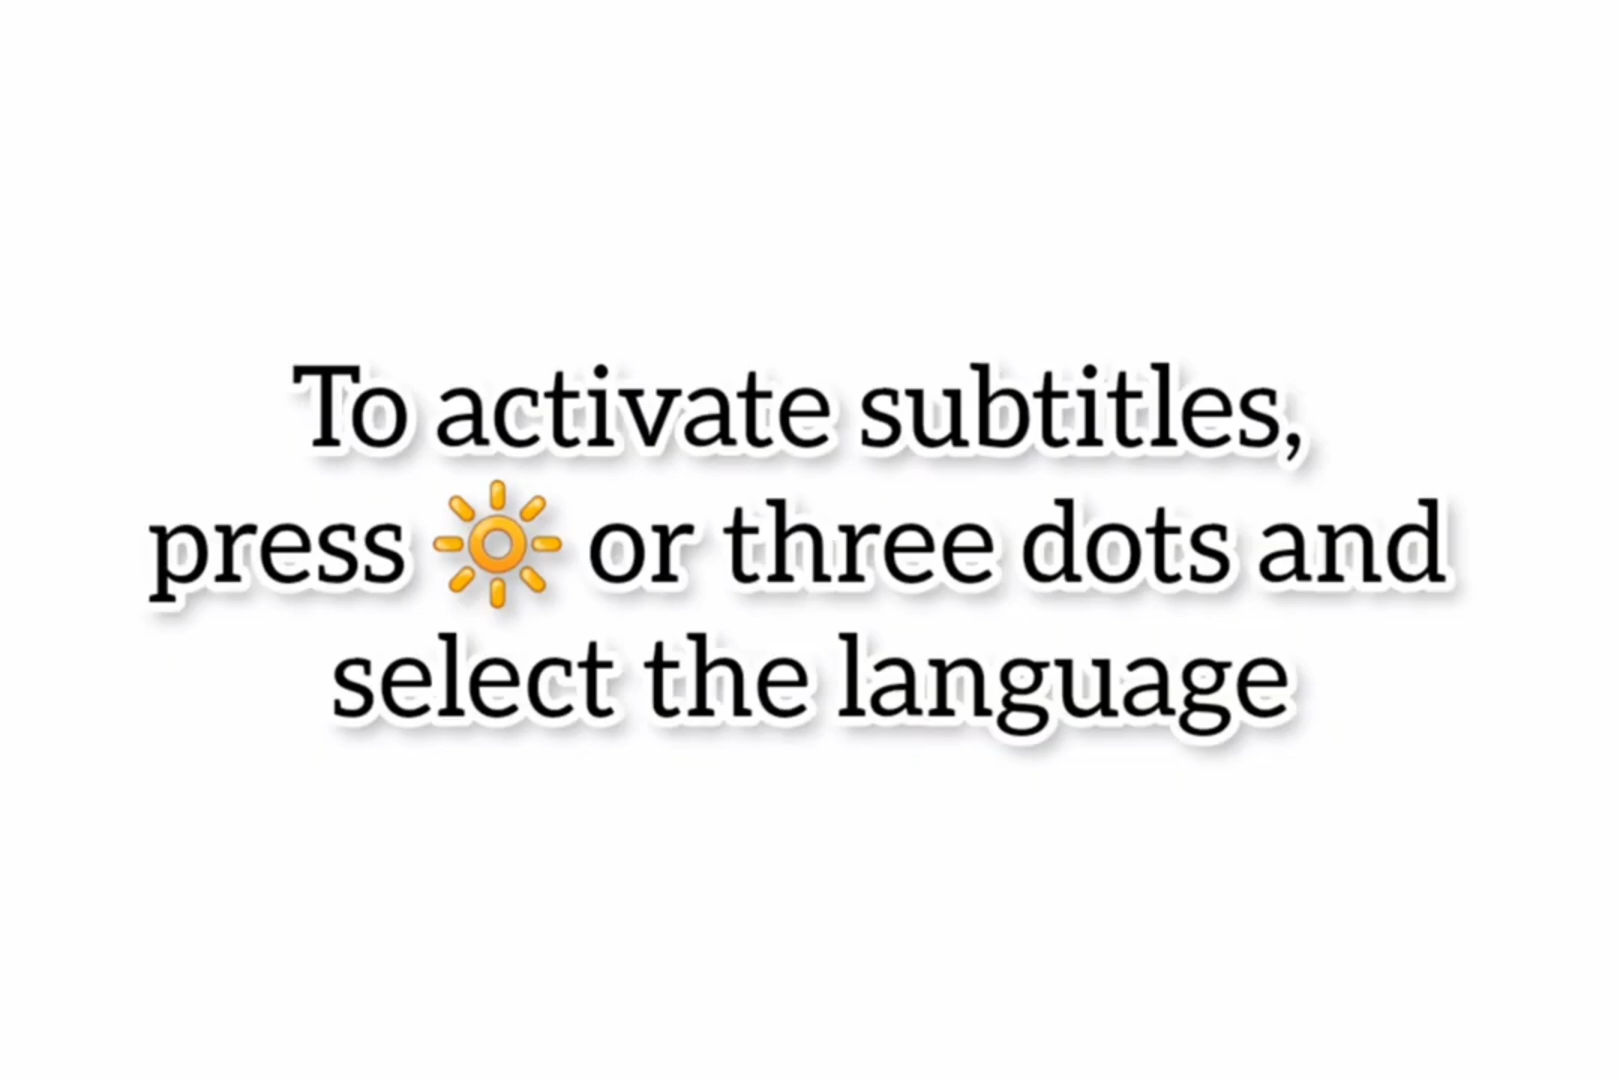 To activate subtitles,
press 🔆 or three dots and
select the language